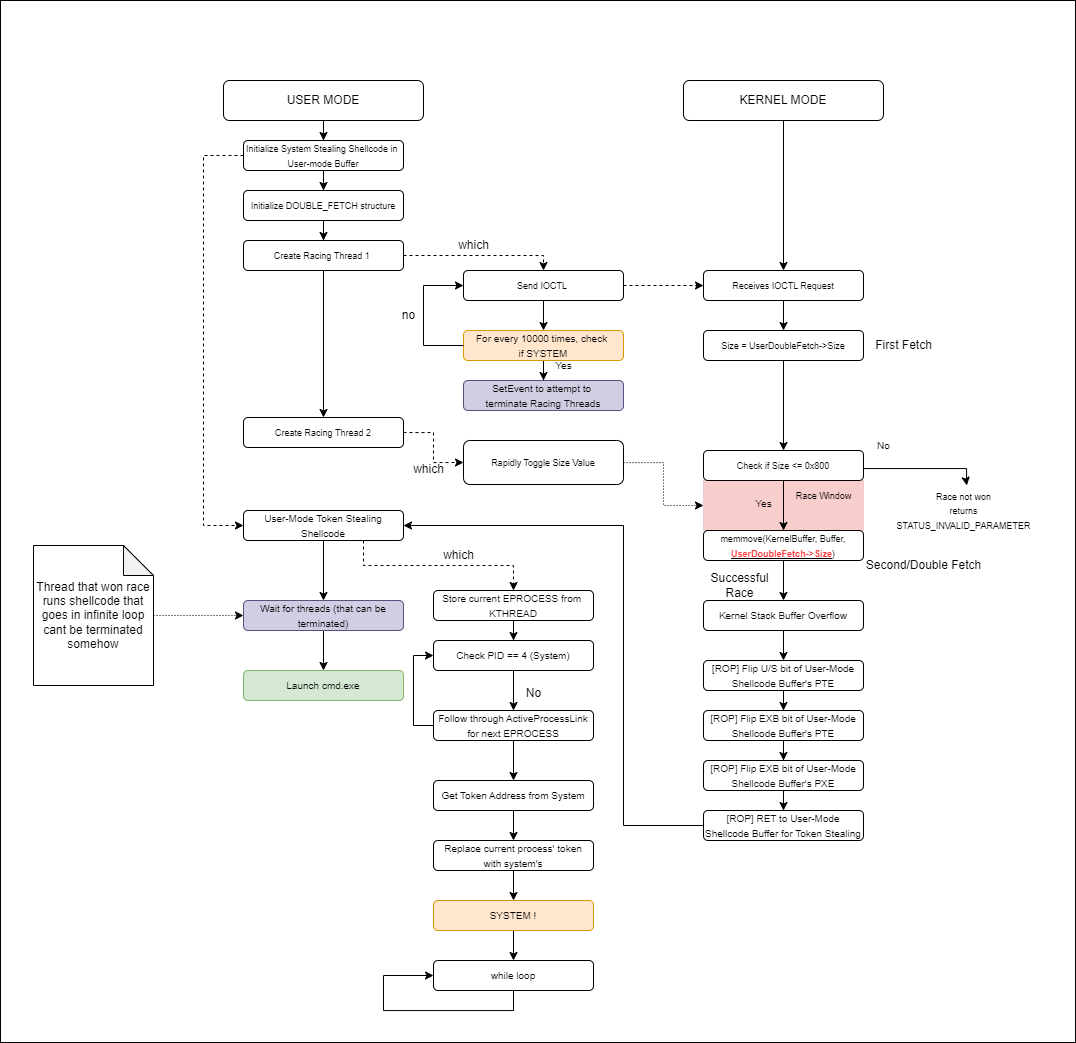 USER MODE
KERNEL MODE
Initialize System Stealing Shellcode in
User-mode Buffer
Initialize DOUBLE_FETCH structure
Create Racing Thread 1
which
Send IOCTL
Receives IOCTL Request
no
For every 10000 times, check
if SYSTEM
Yes
SetEvent to attempt to
terminate Racing Threads
Size = UserDoubleFetch->Size
First Fetch
Create Racing Thread 2
which
Rapidly Toggle Size Value
Check if Size <= 0x800
No
Race not won
returns
STATUS_INVALID_PARAMETER
Yes
Race Window
memmove(KernelBuffer, Buffer,
UserDoubleFetch->Size)
Second/Double Fetch
Successful
Race
Kernel Stack Buffer Overflow
[ROP] Flip U/S bit of User-Mode
Shellcode Buffer's PTE
[ROP] Flip EXB bit of User-Mode
Shellcode Buffer's PTE
[ROP] Flip EXB bit of User-Mode
Shellcode Buffer's PXE
[ROP] RET to User-Mode
Shellcode Buffer for Token Stealing
User-Mode Token Stealing
Shellcode
which
Thread that won race
runs shellcode that
goes in infinite loop
cant be terminated
somehow
Wait for threads (that can be
terminated)
Launch cmd.exe
Store current EPROCESS from
KTHREAD
Check PID == 4 (System)
No
Follow through ActiveProcessLink
for next EPROCESS
Get Token Address from System
Replace current process' token
with system's
SYSTEM !
while loop